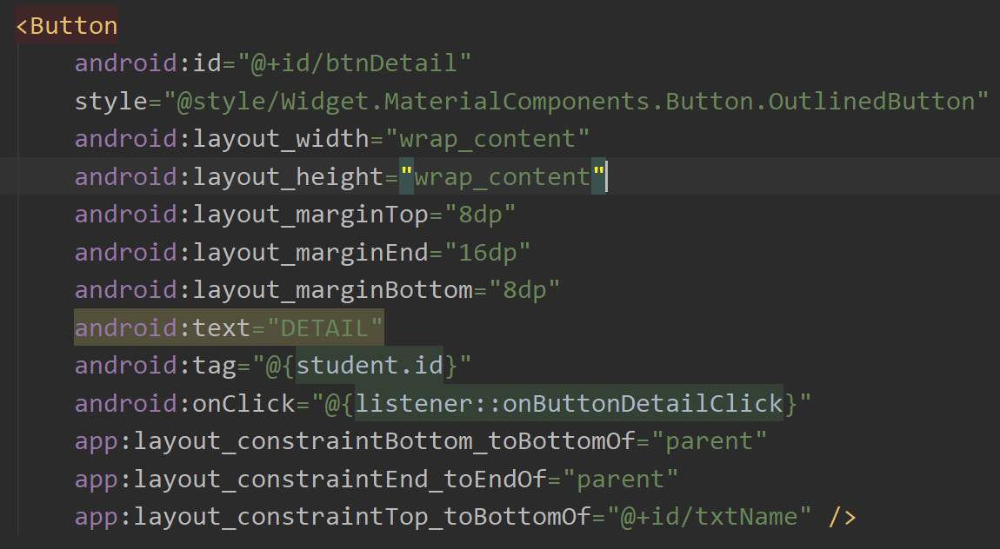 <Button
android:id="@+id/btnDetail"
style="@style/Widget.MaterialComponents.Button.OutlinedButton"
android:layout_width="wrap_content"
android:layout_height="wrap_content"
android:layout_marginTop="8dp"
android:layout_marginEnd="16dp"
android:layout_marginBottom="8dp"
android:text="DETAIL"
android:tag="@{student.id}"
android:onClick="@{listener::onButtonDetailClick}"
app:layout_constraintBottom_toBottomOf="parent"
app:layout_constraintEnd_toEndOf="parent"
app:layout_constraintTop_toBottomOf="@+id/txtName" />